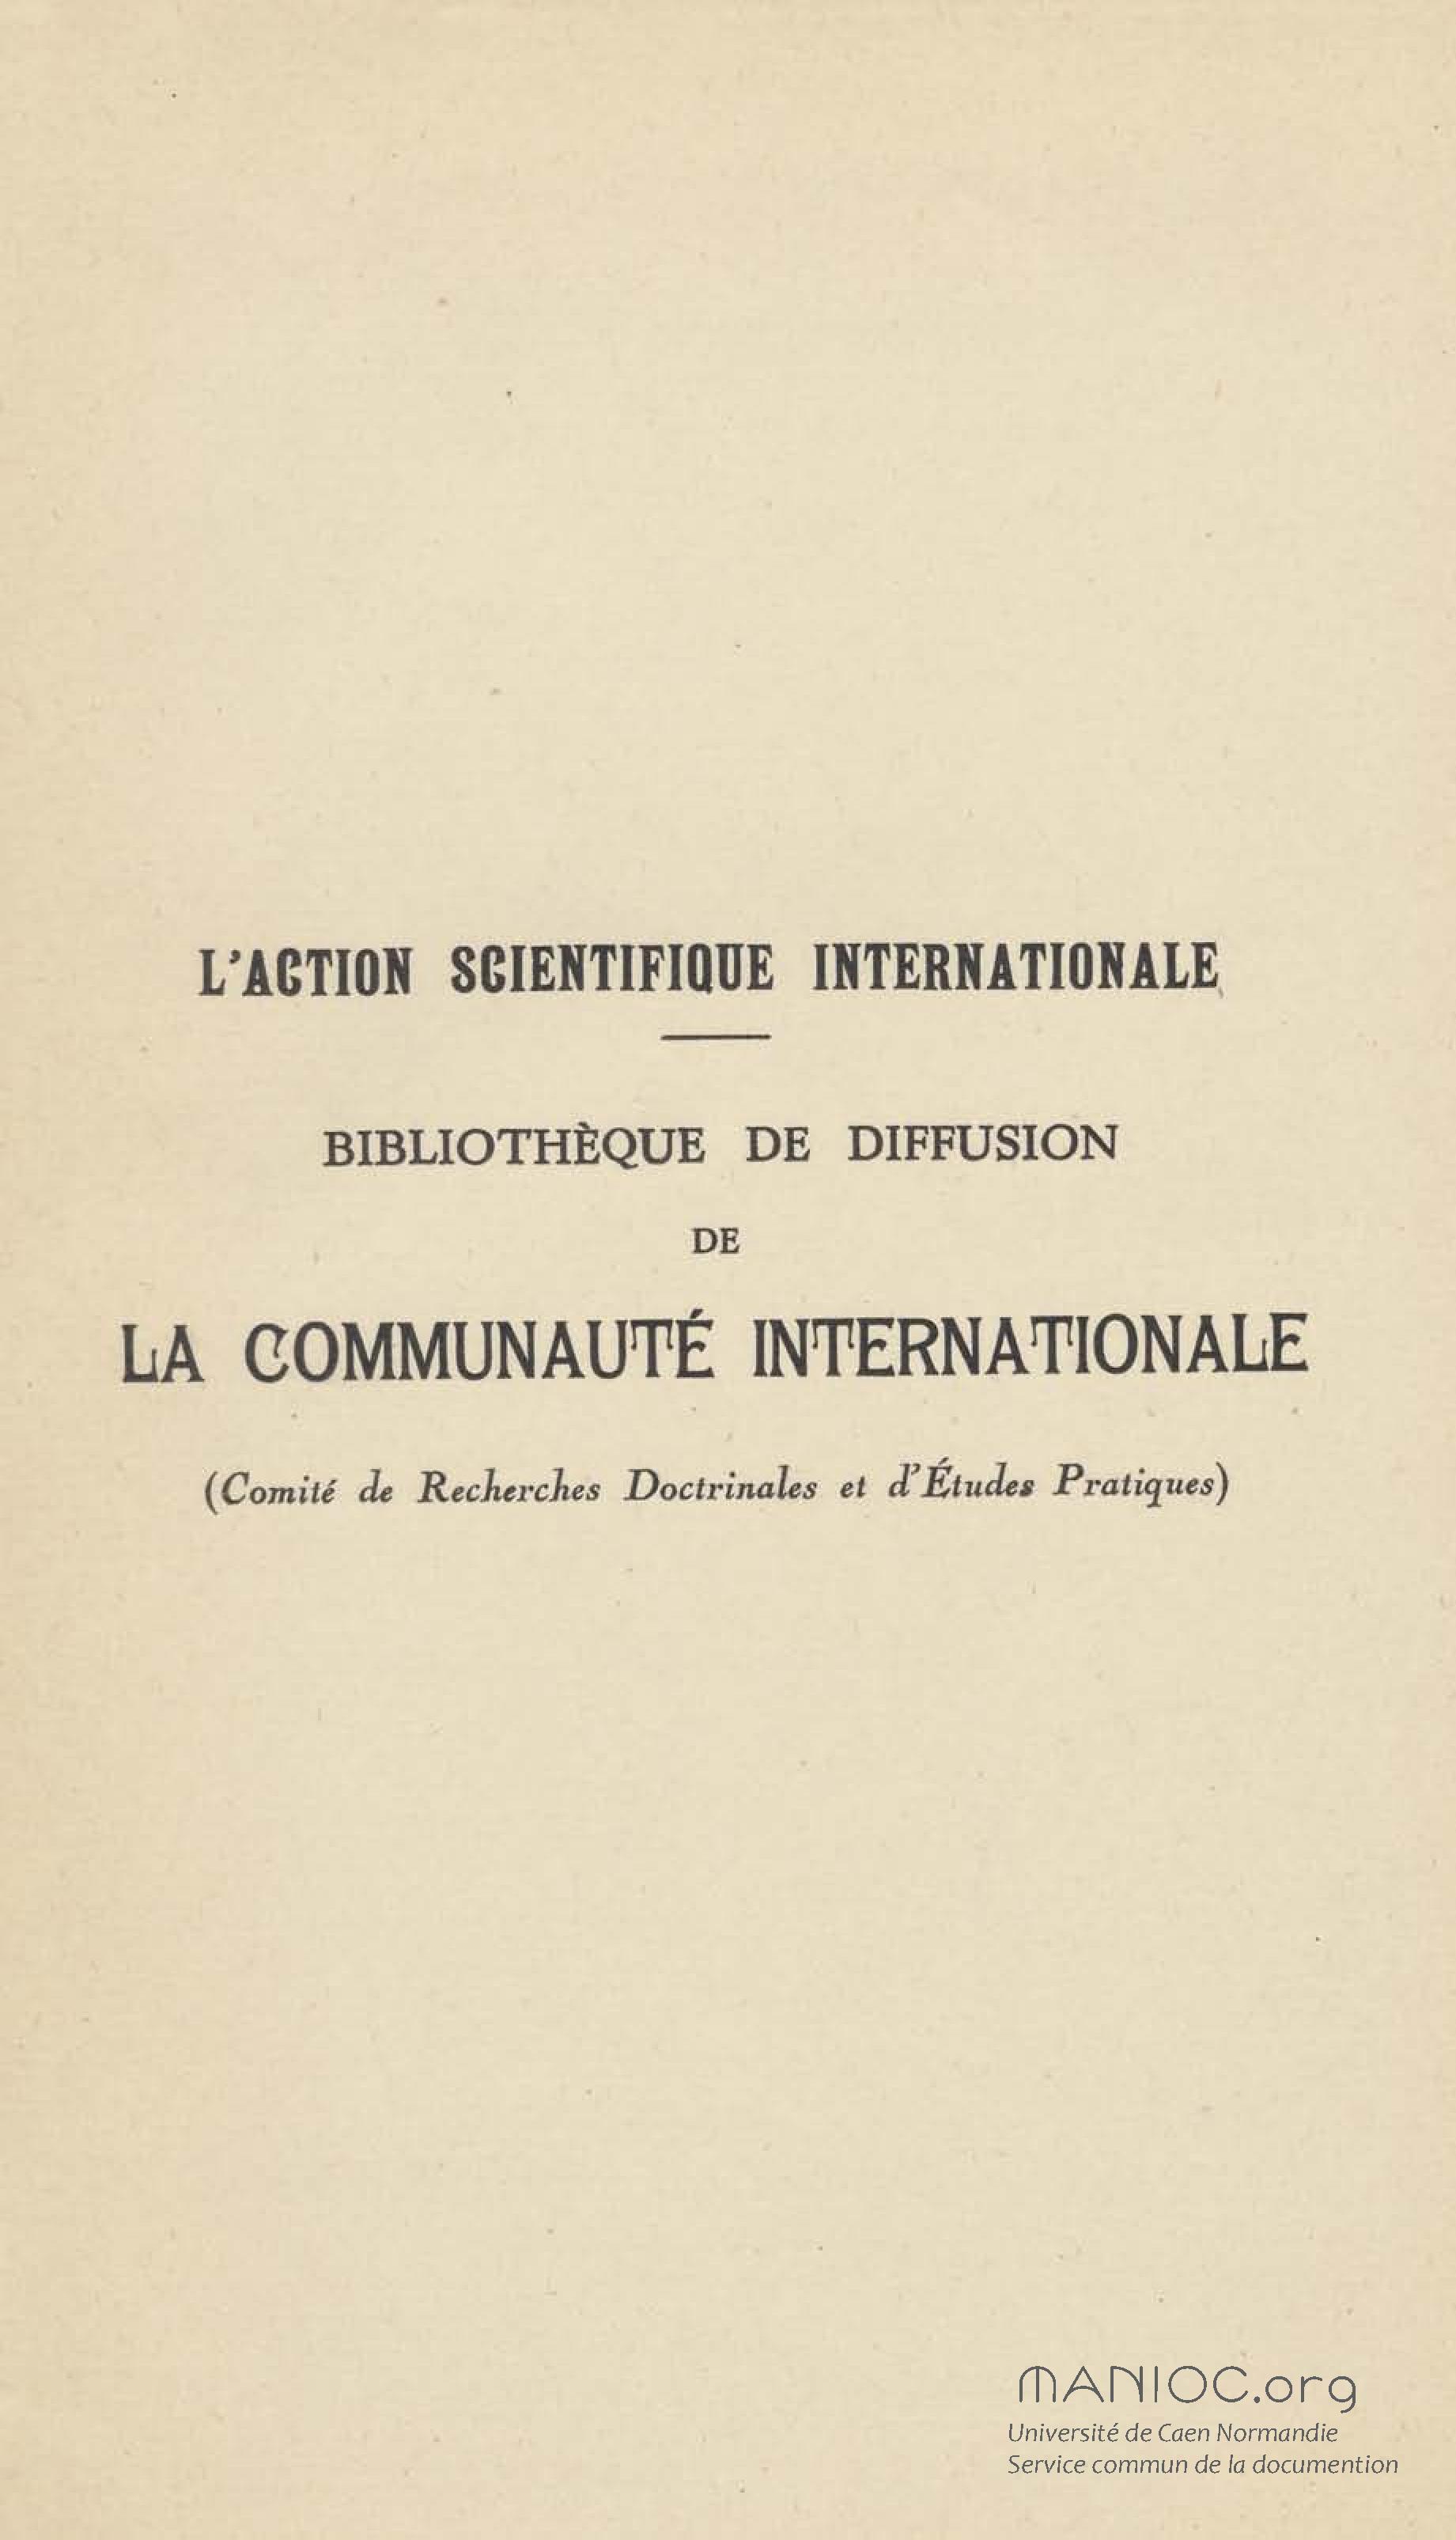 L'ACTION SCIENTIFIQUE INTERNATIONALE
BIBLIOTHÈQUE DE DIFFUSION
DE
LA COMMUNAUTÉ INTERNATIONALE
(Comité de Recherches Doctrinales et d'Études Pratiques)
MANIOC.org
Université de Caen Normandie
Service commun de la documention